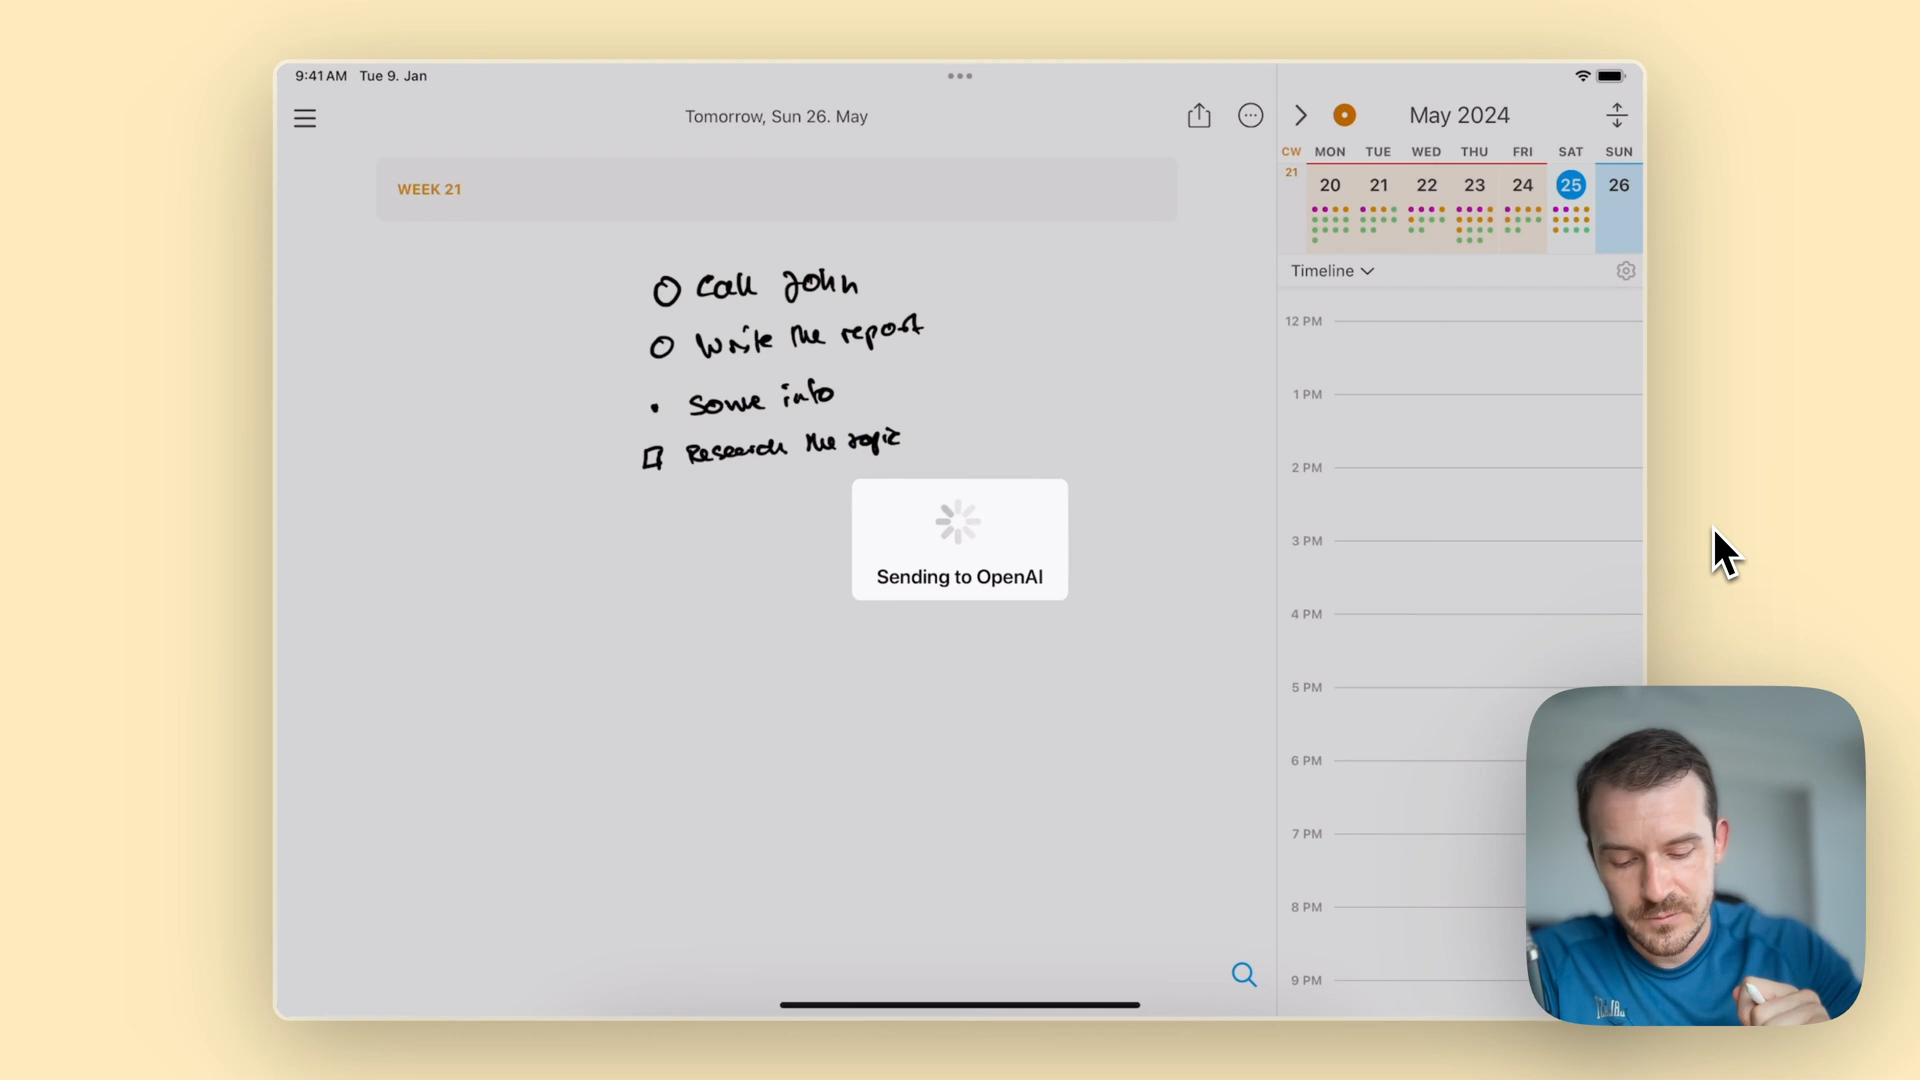 9:41 AM Tue 9. Jan
Tomorrow, Sun 26. May
May 2024
CW MON TUE WED THU FRI SAT SUN
21 20 21 22 23 24 25 26
WEEK 21
Timeline
○ Call John
○ Write the report
• Some info
□ Research the topic
Sending to OpenAI
12 PM
1 PM
2 PM
3 PM
4 PM
5 PM
6 PM
7 PM
8 PM
9 PM